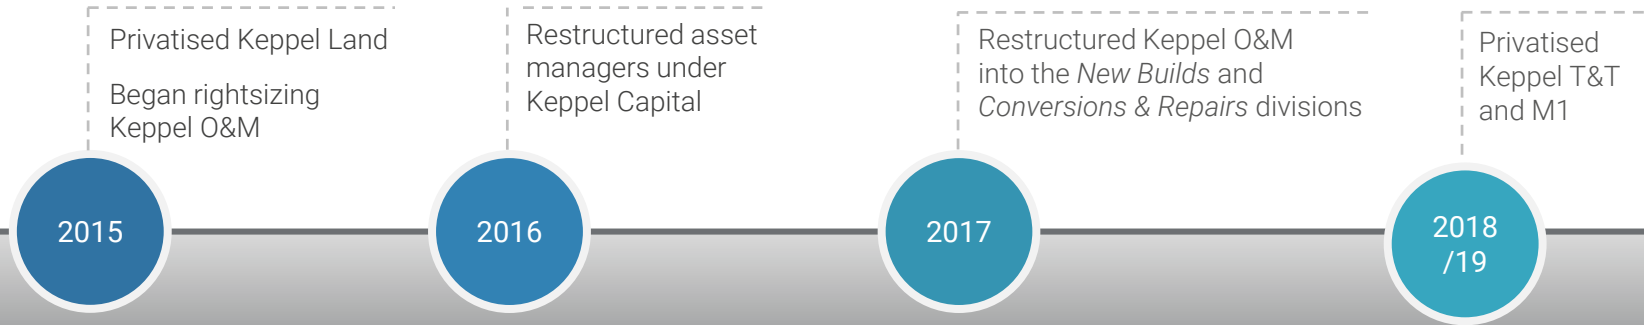 Privatised Keppel Land
Began rightsizing
Keppel O&M
2015
Restructured asset
managers under
Keppel Capital
2016
Restructured Keppel O&M
into the New Builds and
Conversions & Repairs divisions
2017
Privatised
Keppel T&T
and M1
2018
/19